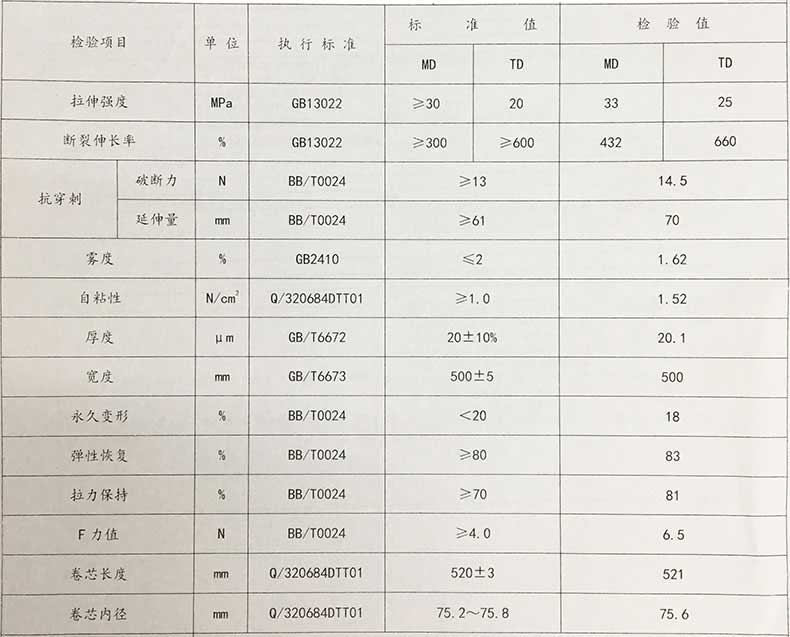 检验项目 单位 执行标准 标准值 检验值
MD TD MD TD
拉伸强度 MPa GB13022 ≥30 20 33 25
断裂伸长率 % GB13022 ≥300 ≥600 432 660
抗穿刺 破断力 N BB/T0024 ≥13 14.5
延伸量 mm BB/T0024 ≥61 70
雾度 % GB2410 ≤2 1.62
自粘性 N/cm² Q/320684DTT01 ≥1.0 1.52
厚度 μm GB/T6672 20±10% 20.1
宽度 mm GB/T6673 500±5 500
永久变形 % BB/T0024 <20 18
弹性恢复 % BB/T0024 ≥80 83
拉力保持 % BB/T0024 ≥70 81
F力值 N BB/T0024 ≥4.0 6.5
卷芯长度 mm Q/320684DTT01 520±3 521
卷芯内径 mm Q/320684DTT01 75.2~75.8 75.6